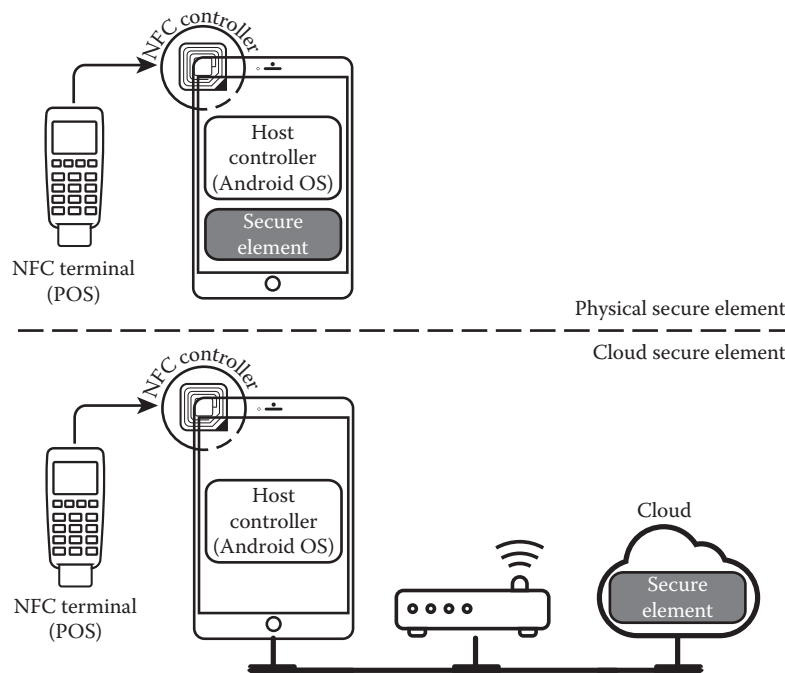 NFC controller
Host
controller
(Android OS)
Secure
element
NFC terminal
(POS)
Physical secure element
Cloud secure element
NFC controller
Host
controller
(Android OS)
Cloud
Secure
element
NFC terminal
(POS)